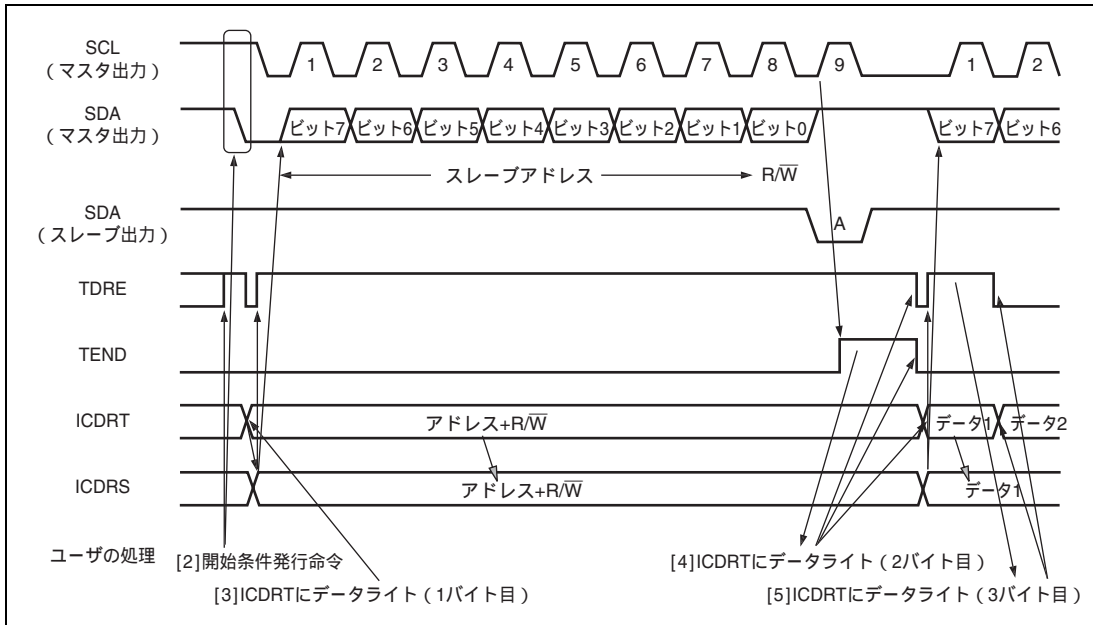 SCL
（マスタ出力）
1 2 3 4 5 6 7 8 9 1 2
SDA
（マスタ出力）
ビット7 ビット6 ビット5 ビット4 ビット3 ビット2 ビット1 ビット0 ビット7 ビット6
スレーブアドレス R/W̅
SDA
（スレーブ出力）
A
TDRE
TEND
ICDRT
アドレス+R/W̅ データ1 データ2
ICDRS
アドレス+R/W̅ データ1
ユーザの処理
[2]開始条件発行命令
[4]ICDRTにデータライト（2バイト目）
[3]ICDRTにデータライト（1バイト目）
[5]ICDRTにデータライト（3バイト目）